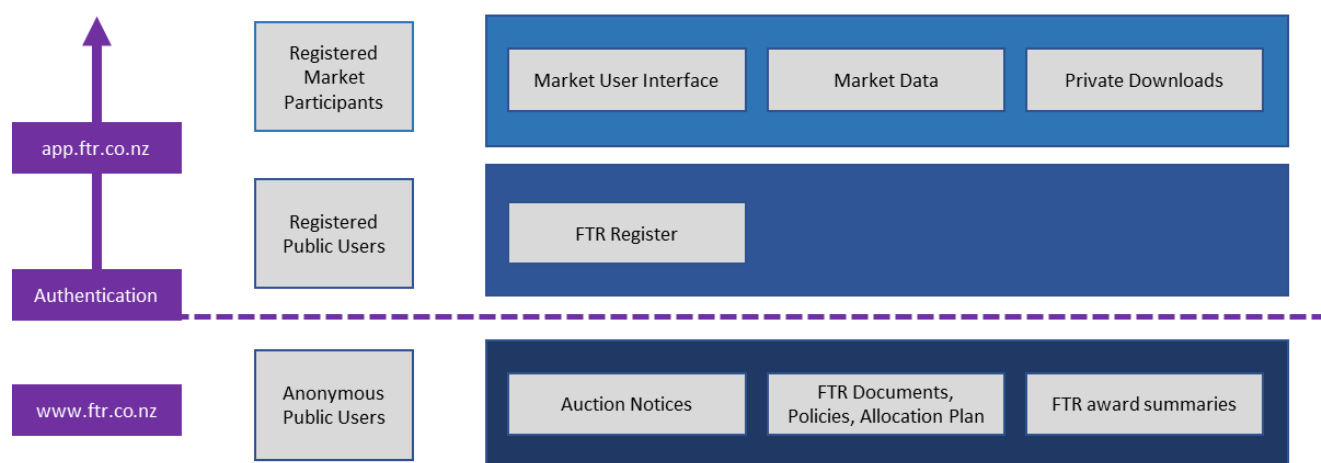 Registered
Market
Participants
Market User Interface
Market Data
Private Downloads
app.ftr.co.nz
Registered
Public Users
FTR Register
Authentication
www.ftr.co.nz
Anonymous
Public Users
Auction Notices
FTR Documents,
Policies, Allocation Plan
FTR award summaries